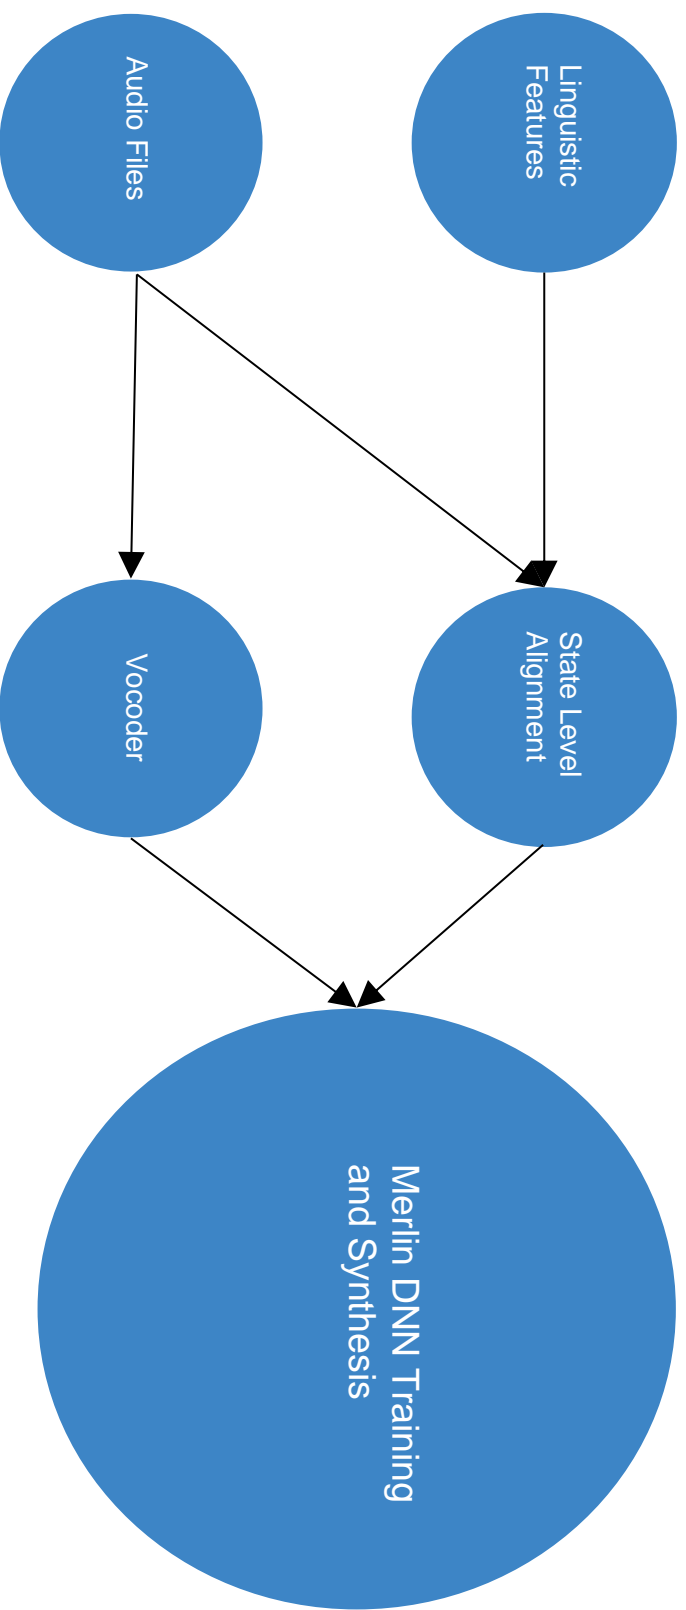 Linguistic
Features
State Level
Alignment
Merlin DNN Training
and Synthesis
Audio Files
Vocoder